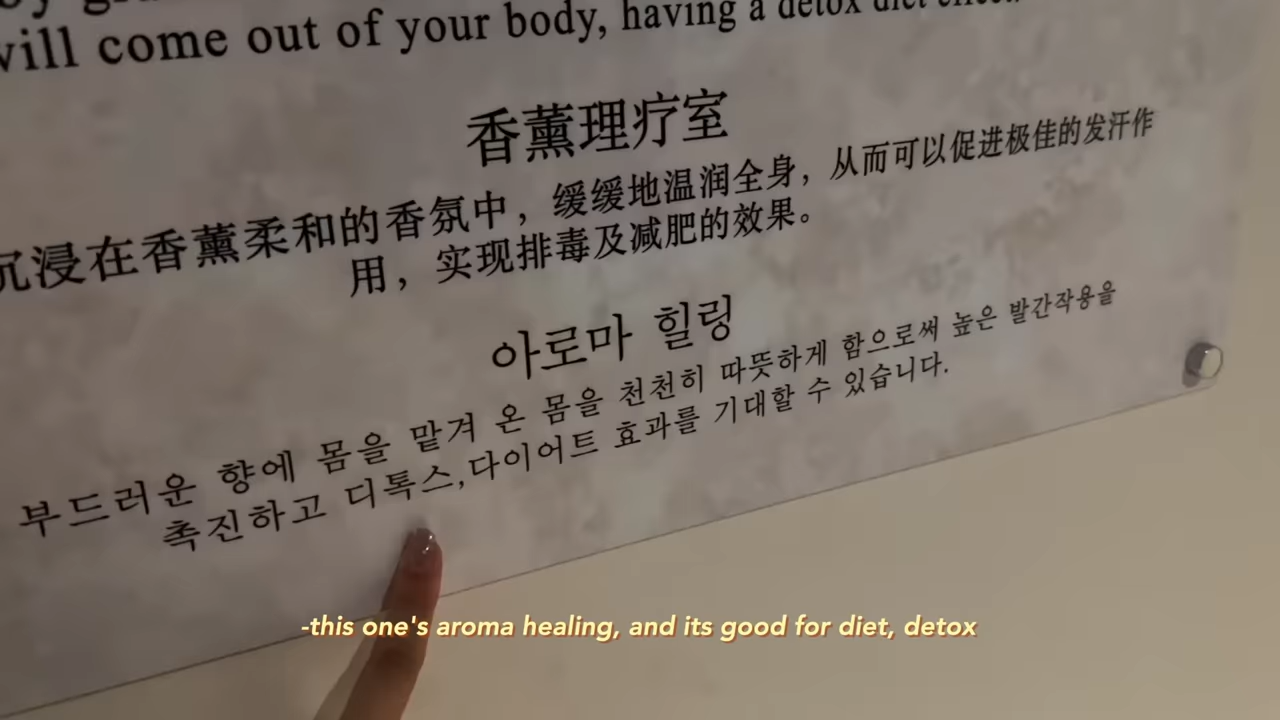 will come out of your body, having a detox diet effect.
香薰理疗室
沉浸在香薰柔和的香氛中，缓缓地温润全身，从而可以促进极佳的发汗作
用，实现排毒及减肥的效果。
아로마 힐링
부드러운 향에 몸을 맡겨 온 몸을 천천히 따뜻하게 함으로써 높은 발간작용을
촉진하고 디톡스,다이어트 효과를 기대할 수 있습니다.
-this one's aroma healing, and its good for diet, detox